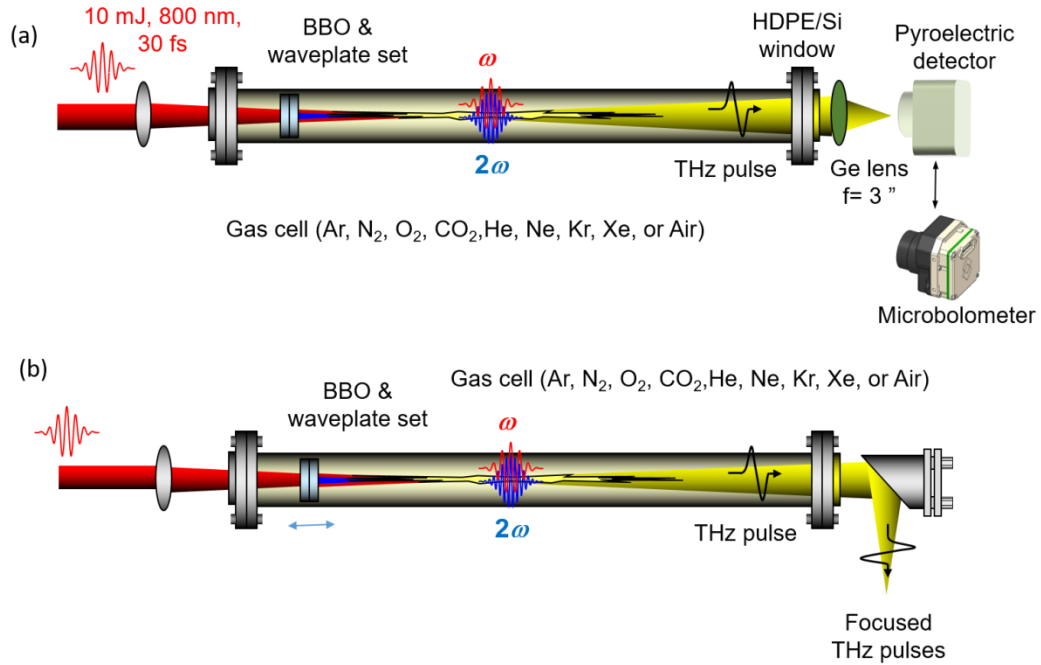 (a)
10 mJ, 800 nm,
30 fs
BBO &
waveplate set
ω
2ω
HDPE/Si
window
Pyroelectric
detector
THz pulse
Ge lens
f= 3 ”
Gas cell (Ar, N₂, O₂, CO₂,He, Ne, Kr, Xe, or Air)
Microbolometer
(b)
BBO &
waveplate set
Gas cell (Ar, N₂, O₂, CO₂,He, Ne, Kr, Xe, or Air)
ω
2ω
THz pulse
Focused
THz pulses